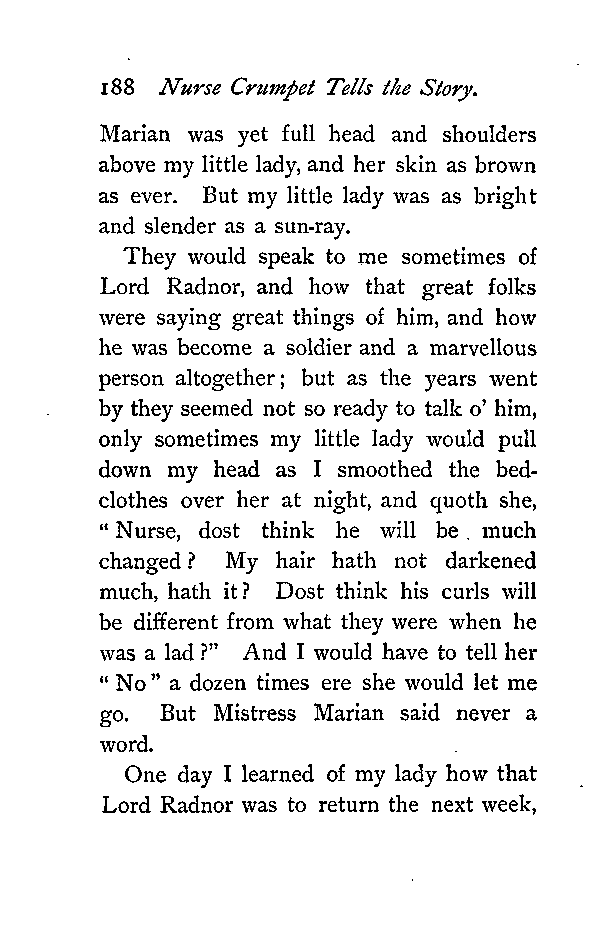 188 Nurse Crumpet Tells the Story.
Marian was yet full head and shoulders
above my little lady, and her skin as brown
as ever. But my little lady was as bright
and slender as a sun-ray.
They would speak to me sometimes of
Lord Radnor, and how that great folks
were saying great things of him, and how
he was become a soldier and a marvellous
person altogether; but as the years went
by they seemed not so ready to talk o' him,
only sometimes my little lady would pull
down my head as I smoothed the bed-
clothes over her at night, and quoth she,
"Nurse, dost think he will be much
changed? My hair hath not darkened
much, hath it? Dost think his curls will
be different from what they were when he
was a lad?" And I would have to tell her
"No" a dozen times ere she would let me
go. But Mistress Marian said never a
word.
One day I learned of my lady how that
Lord Radnor was to return the next week,